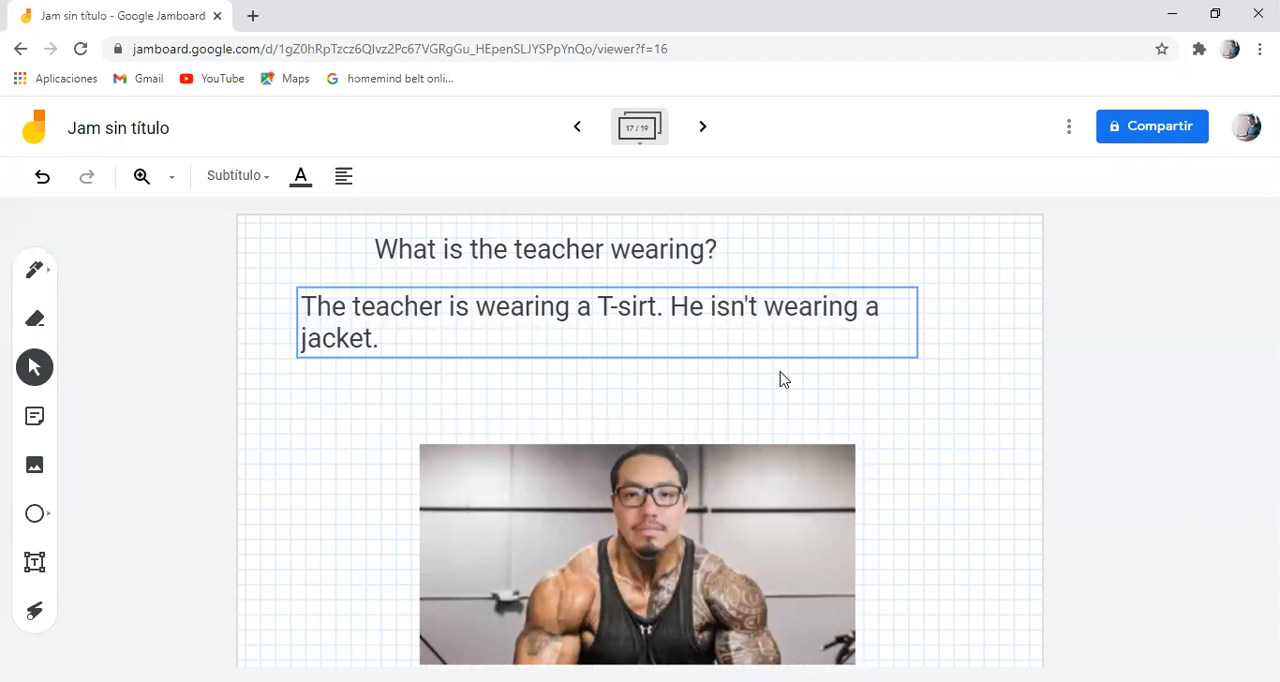 Jam sin título - Google Jamboard
jamboard.google.com/d/1gZ0hRpTzcz6Qlvz2Pc67VGRgGu_HEpenSLJYSPpYnQo/viewer?f=16
Aplicaciones Gmail YouTube Maps homemind belt onli...
Jam sin título
17 / 19
Compartir
Subtítulo
A
What is the teacher wearing?
The teacher is wearing a T-sirt. He isn't wearing a
jacket.